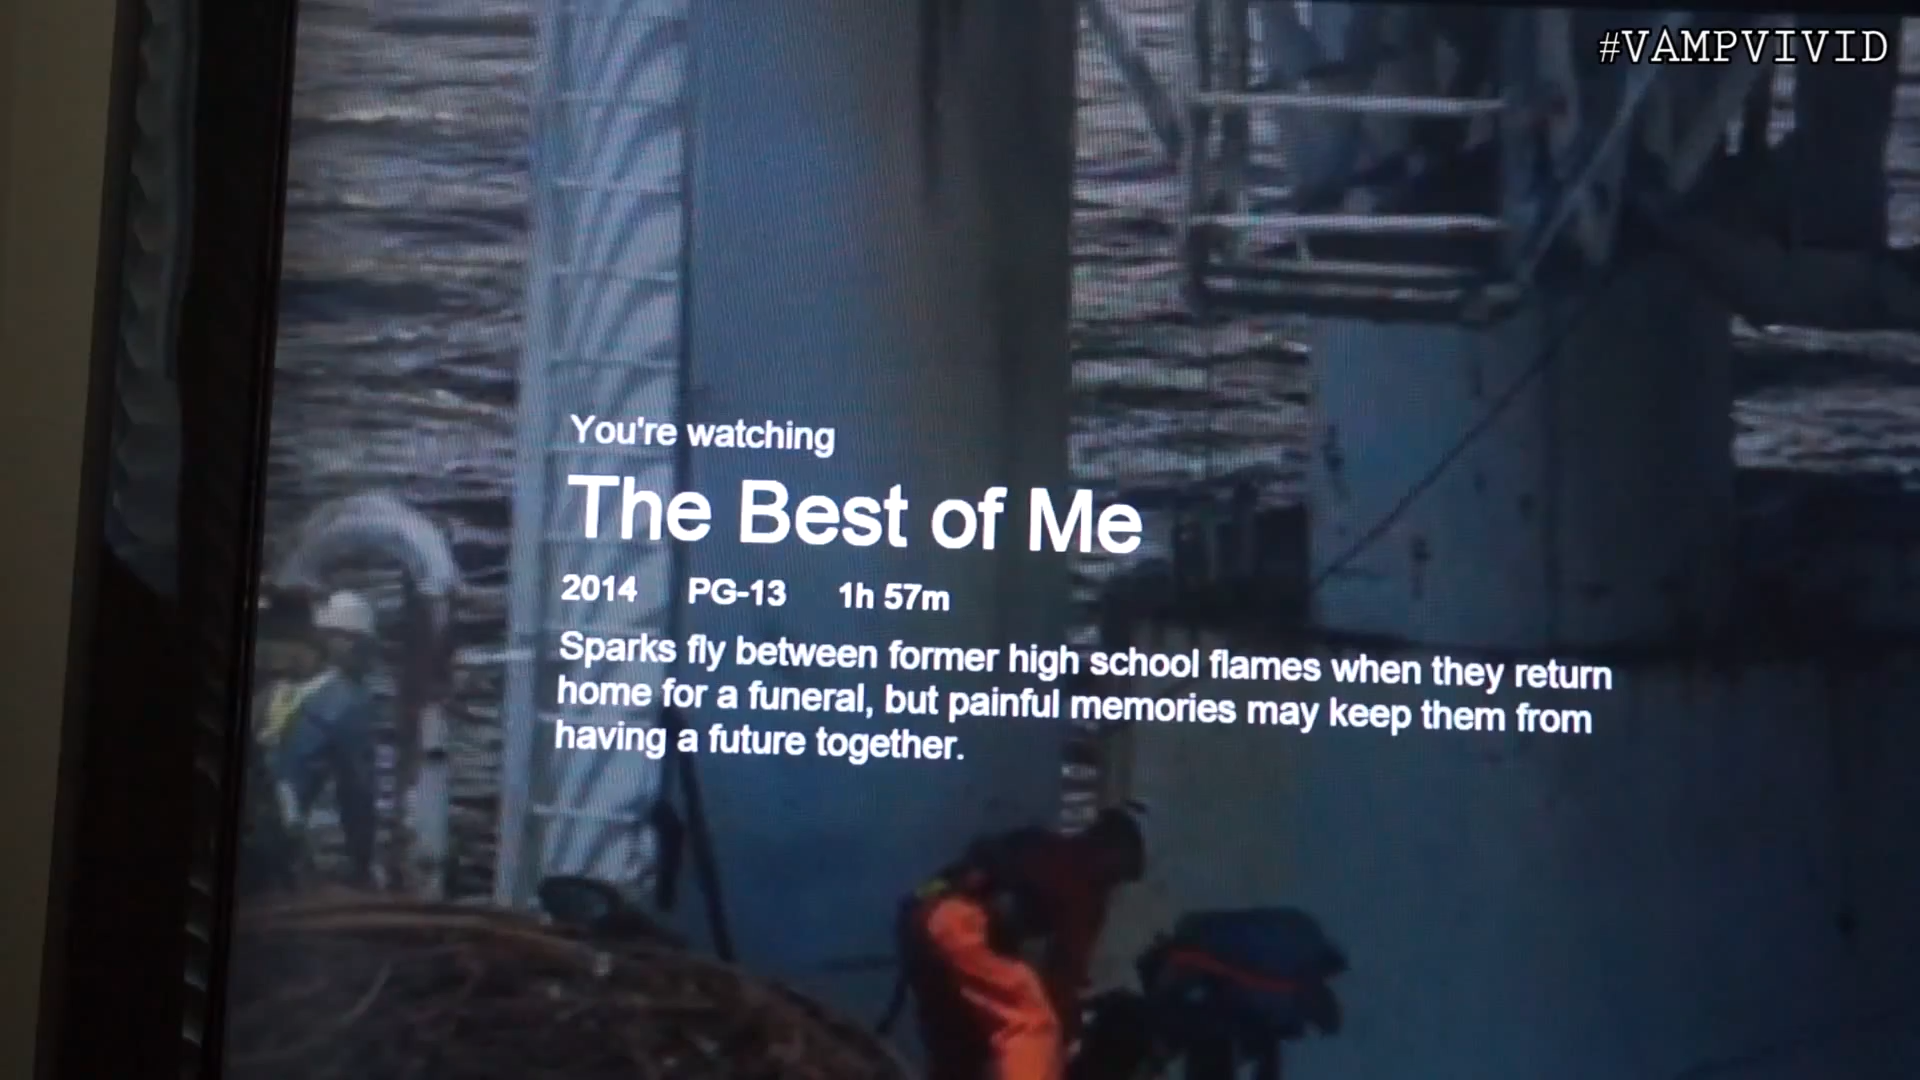 #VAMPVIVID
You're watching
The Best of Me
2014 PG-13 1h 57m
Sparks fly between former high school flames when they return
home for a funeral, but painful memories may keep them from
having a future together.